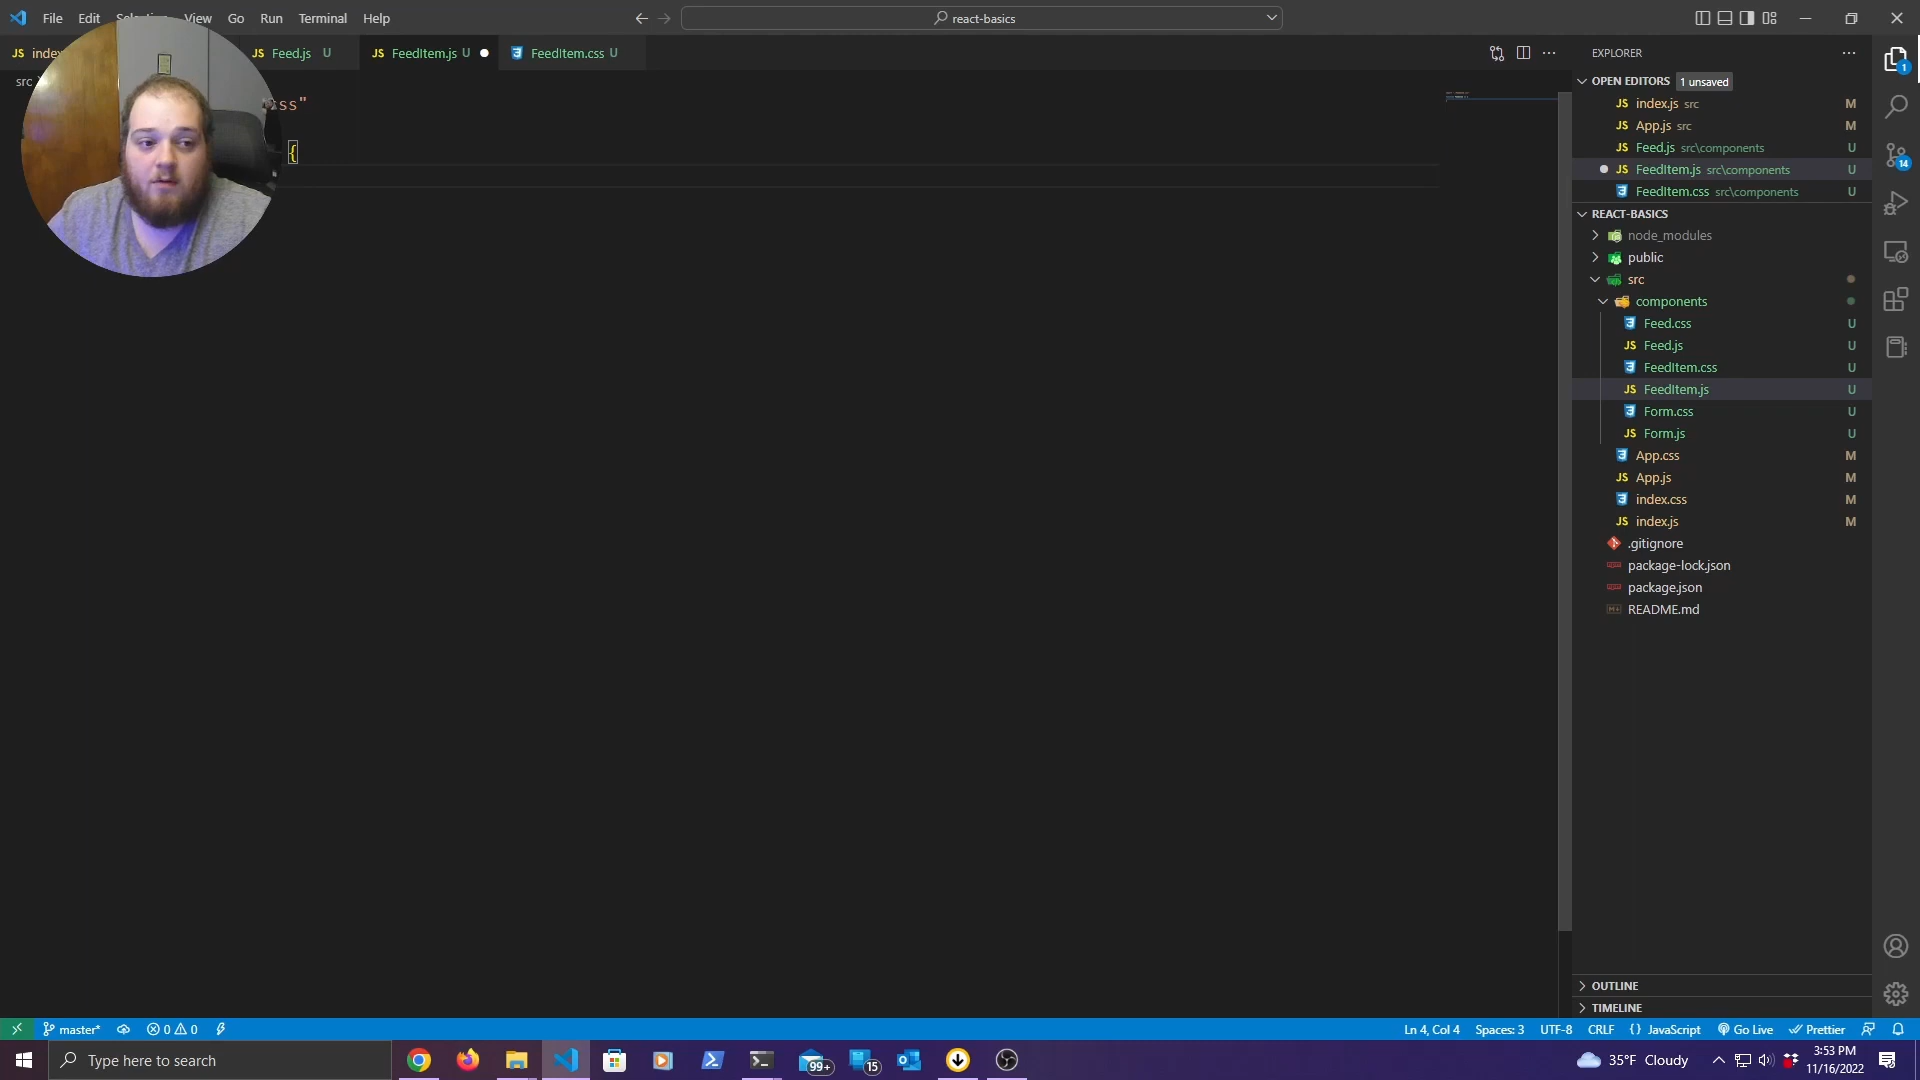 File Edit Selection View Go Run Terminal Help
react-basics
JS index
JS Feed.js U
JS FeedItem.js U
FeedItem.css U
src
css"
{
EXPLORER
OPEN EDITORS 1 unsaved
JS index.js src M
JS App.js src M
JS Feed.js src\components U
JS FeedItem.js src\components U
FeedItem.css src\components U
REACT-BASICS
node_modules
public
src
components
Feed.css U
JS Feed.js U
FeedItem.css U
JS FeedItem.js U
Form.css U
JS Form.js U
App.css M
JS App.js M
index.css M
JS index.js M
.gitignore
package-lock.json
package.json
README.md
OUTLINE
TIMELINE
1
14
master* 0 0 Ln 4, Col 4 Spaces: 3 UTF-8 CRLF {} JavaScript Go Live Prettier
Type here to search
99+
15
35°F Cloudy
3:53 PM
11/16/2022